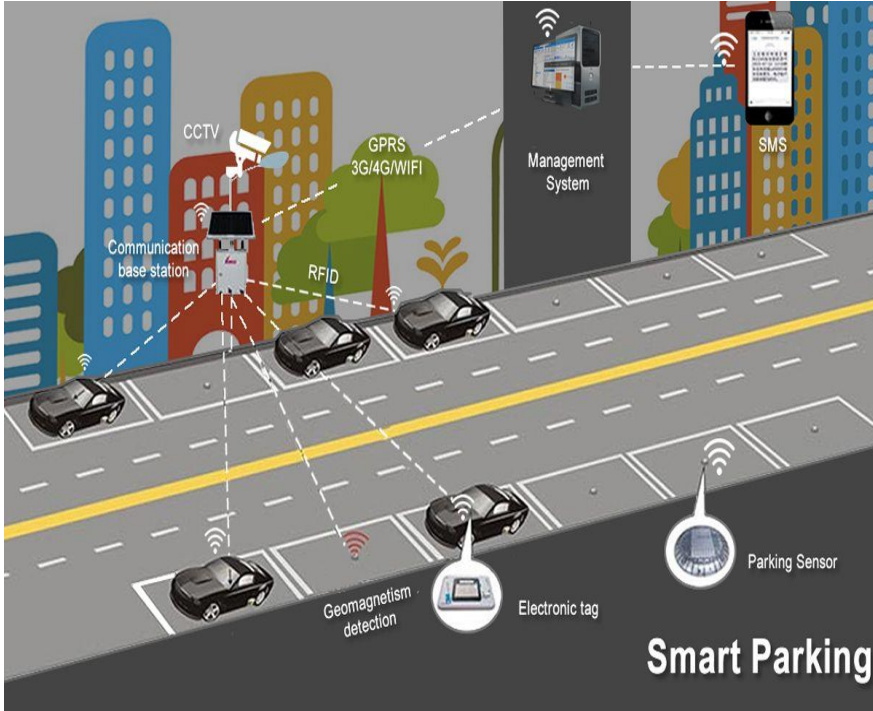 CCTV
GPRS
3G/4G/WIFI
Management
System
SMS
Communication
base station
RFID
Geomagnetism
detection
Electronic tag
Parking Sensor
Smart Parking